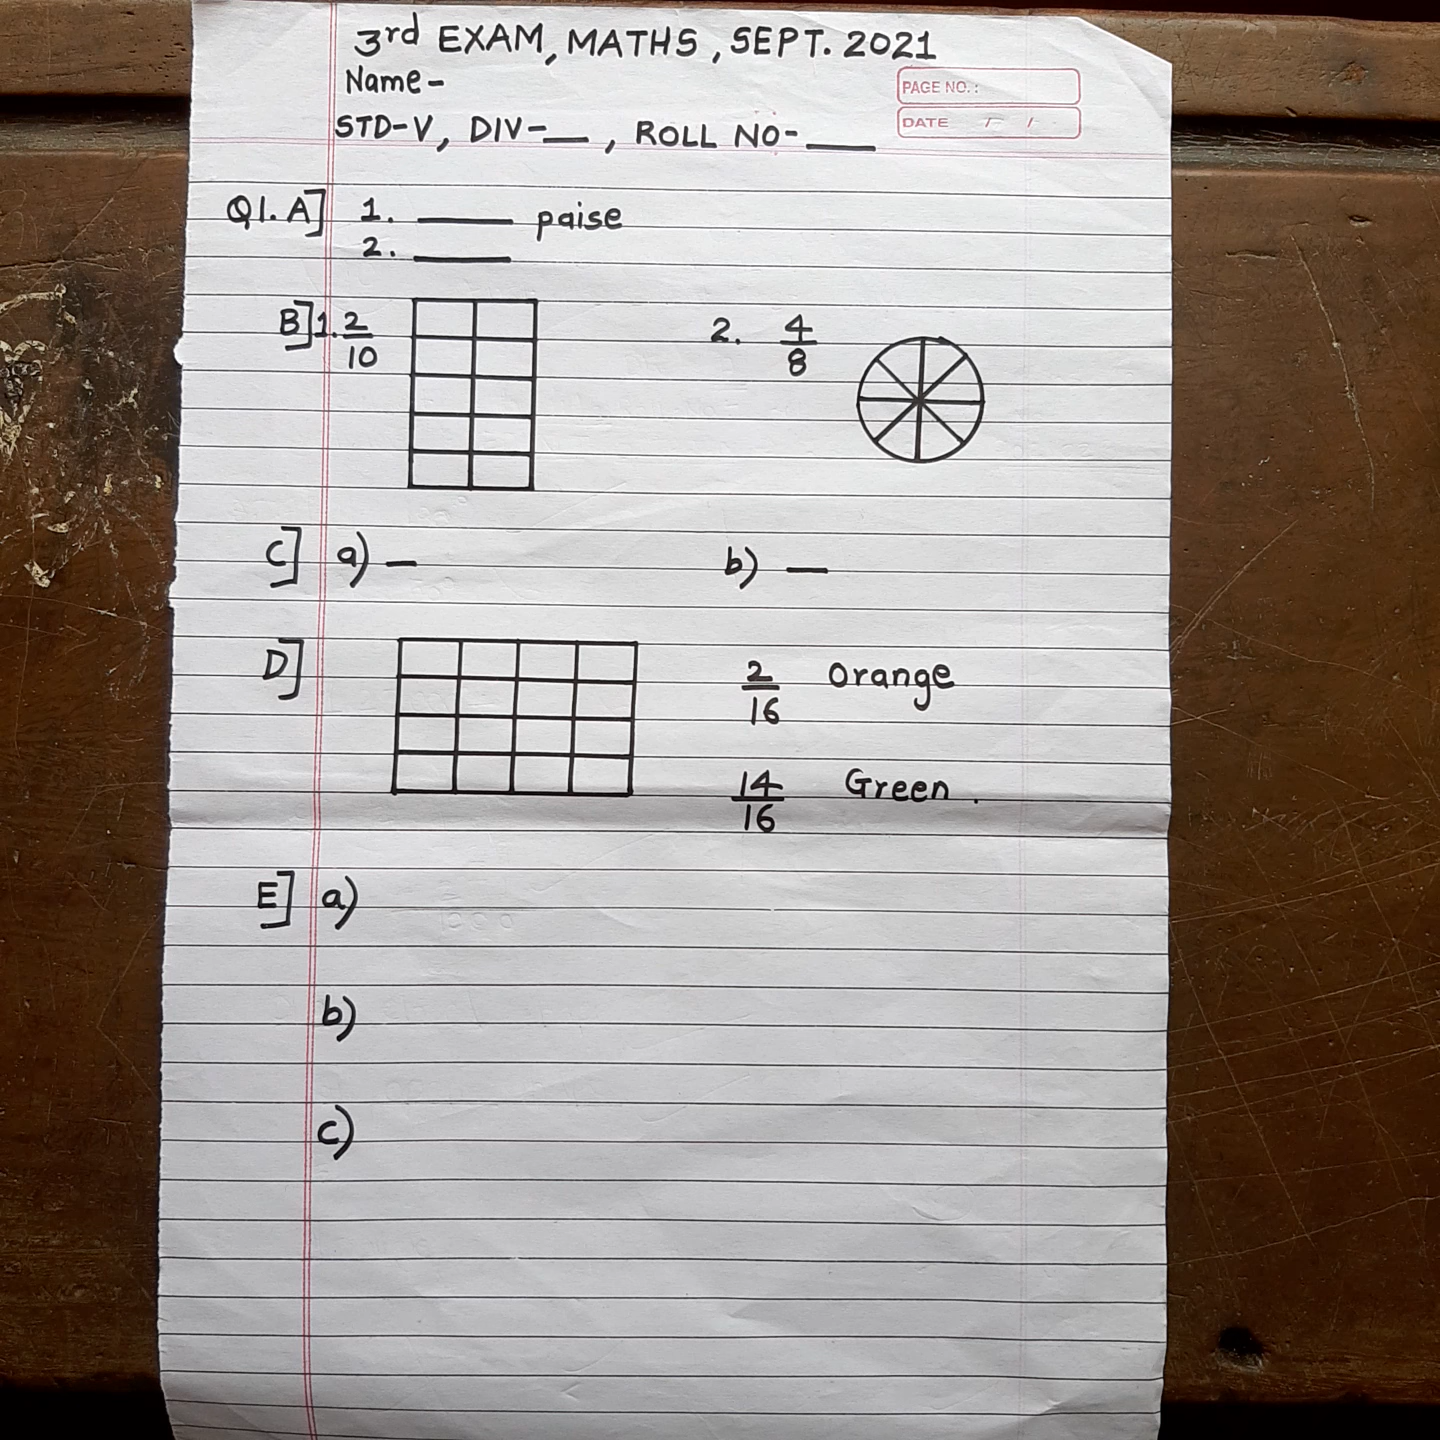 3rd EXAM, MATHS, SEPT. 2021
Name-
PAGE NO.:
STD-V, DIV-__, ROLL NO-___
DATE / /
Q1. A] 1. ____ paise
2. ____
B] 1. 2/10
2. 4/8
C] a) _
b) _
D]
2/16 Orange
14/16 Green.
E] a)
b)
c)